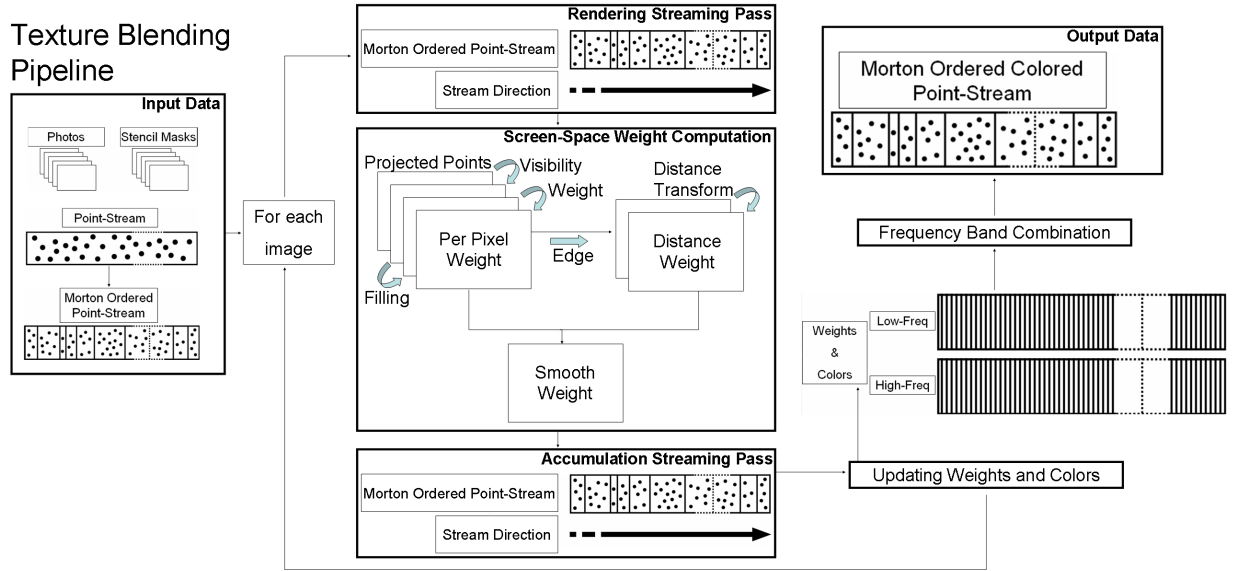 Texture Blending
Pipeline
Input Data
Photos
Stencil Masks
Point-Stream
Morton Ordered
Point-Stream
For each
image
Rendering Streaming Pass
Morton Ordered Point-Stream
Stream Direction
Screen-Space Weight Computation
Projected Points
Visibility
Weight
Per Pixel
Weight
Filling
Edge
Distance
Transform
Distance
Weight
Smooth
Weight
Accumulation Streaming Pass
Morton Ordered Point-Stream
Stream Direction
Output Data
Morton Ordered Colored
Point-Stream
Frequency Band Combination
Weights
&
Colors
Low-Freq
High-Freq
Updating Weights and Colors